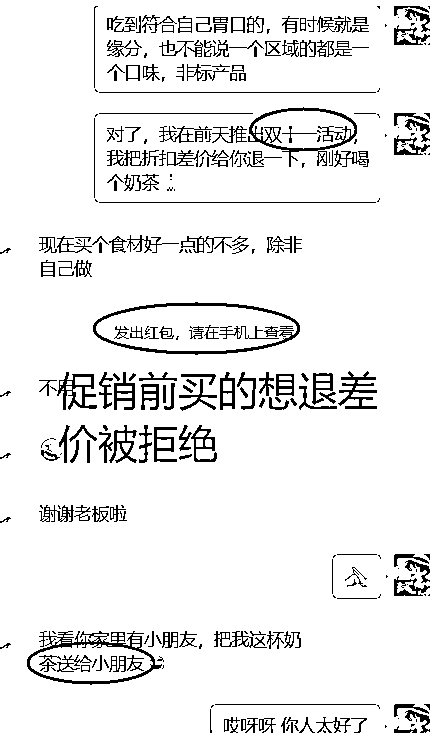 吃到符合自己胃口的，有时候就是
缘分，也不能说一个区域的都是一
个口味，非标产品
对了，我在前天推出双十一活动，
我把折扣差价给你退一下，刚好喝
个奶茶
现在买个食材好一点的不多，除非
自己做
发出红包，请在手机上查看
不用
促销前买的想退差
价被拒绝
谢谢老板啦
我看你家里有小朋友，把我这杯奶
茶送给小朋友
哎呀呀 你人太好了